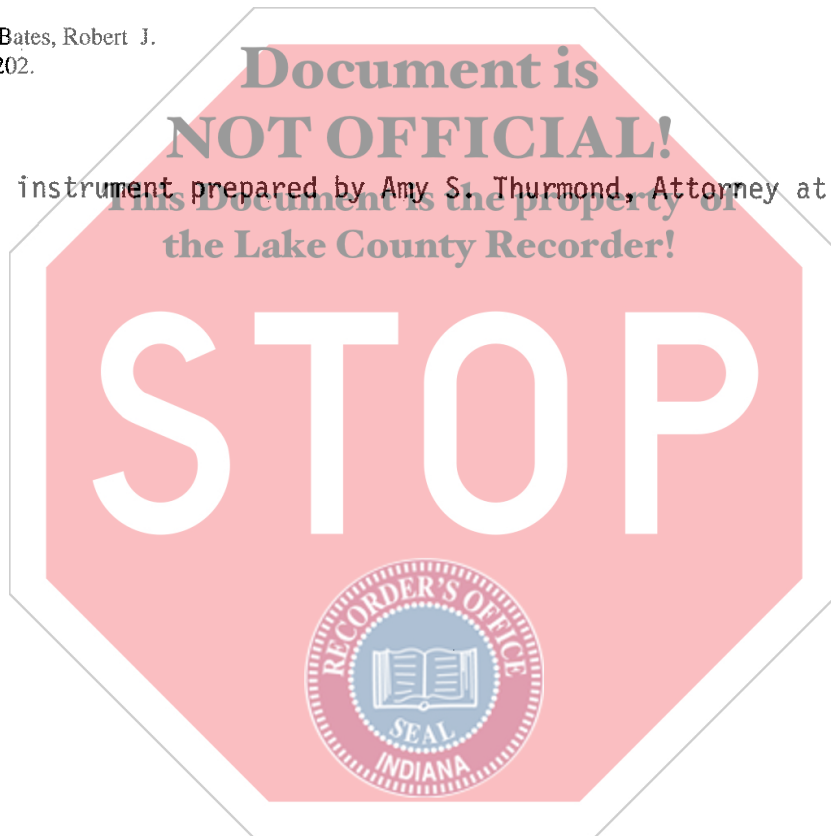 Bates, Robert J.
202.
Document is
NOT OFFICIAL!
instrument prepared by Amy S. Thurmond, Attorney at
This Document is the property of
the Lake County Recorder!
STOP
RECORDER'S OFFICE
SEAL
INDIANA